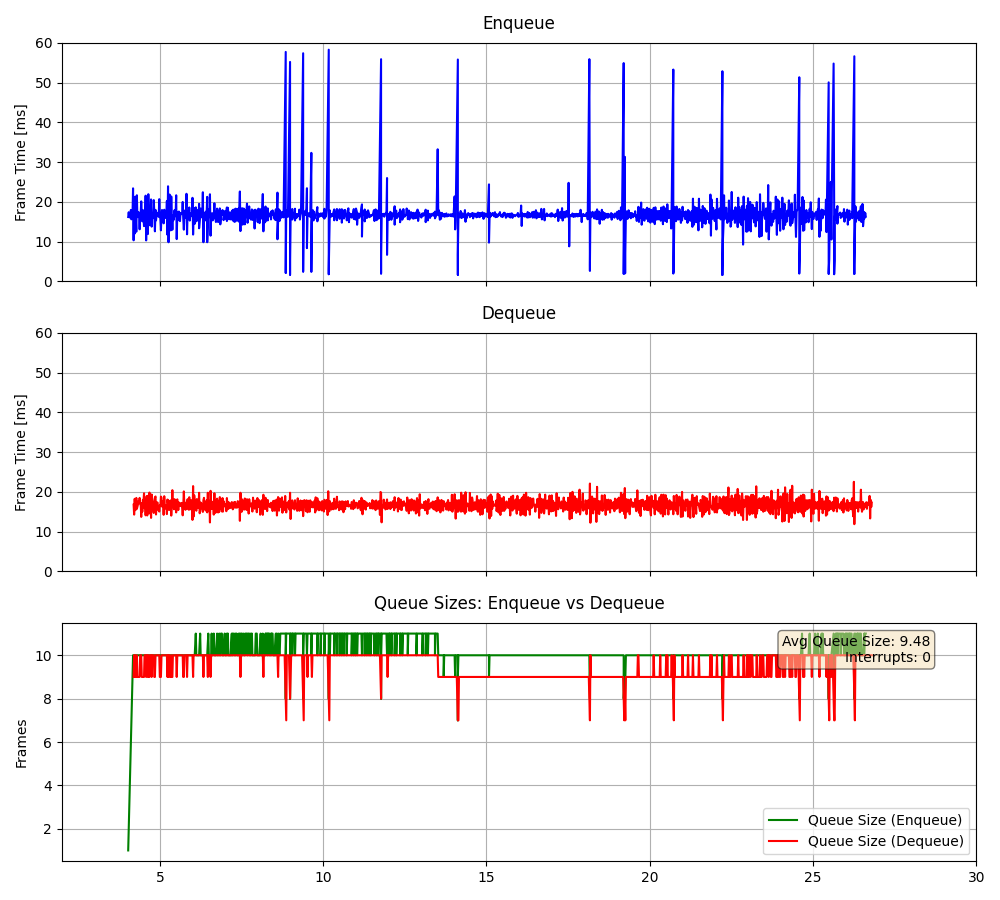 Enqueue
60
50
40
30
20
10
0
Frame Time [ms]
Dequeue
60
50
40
30
20
10
0
Frame Time [ms]
Queue Sizes: Enqueue vs Dequeue
10
8
6
4
2
Frames
Avg Queue Size: 9.48
Interrupts: 0
Queue Size (Enqueue)
Queue Size (Dequeue)
5 10 15 20 25 30